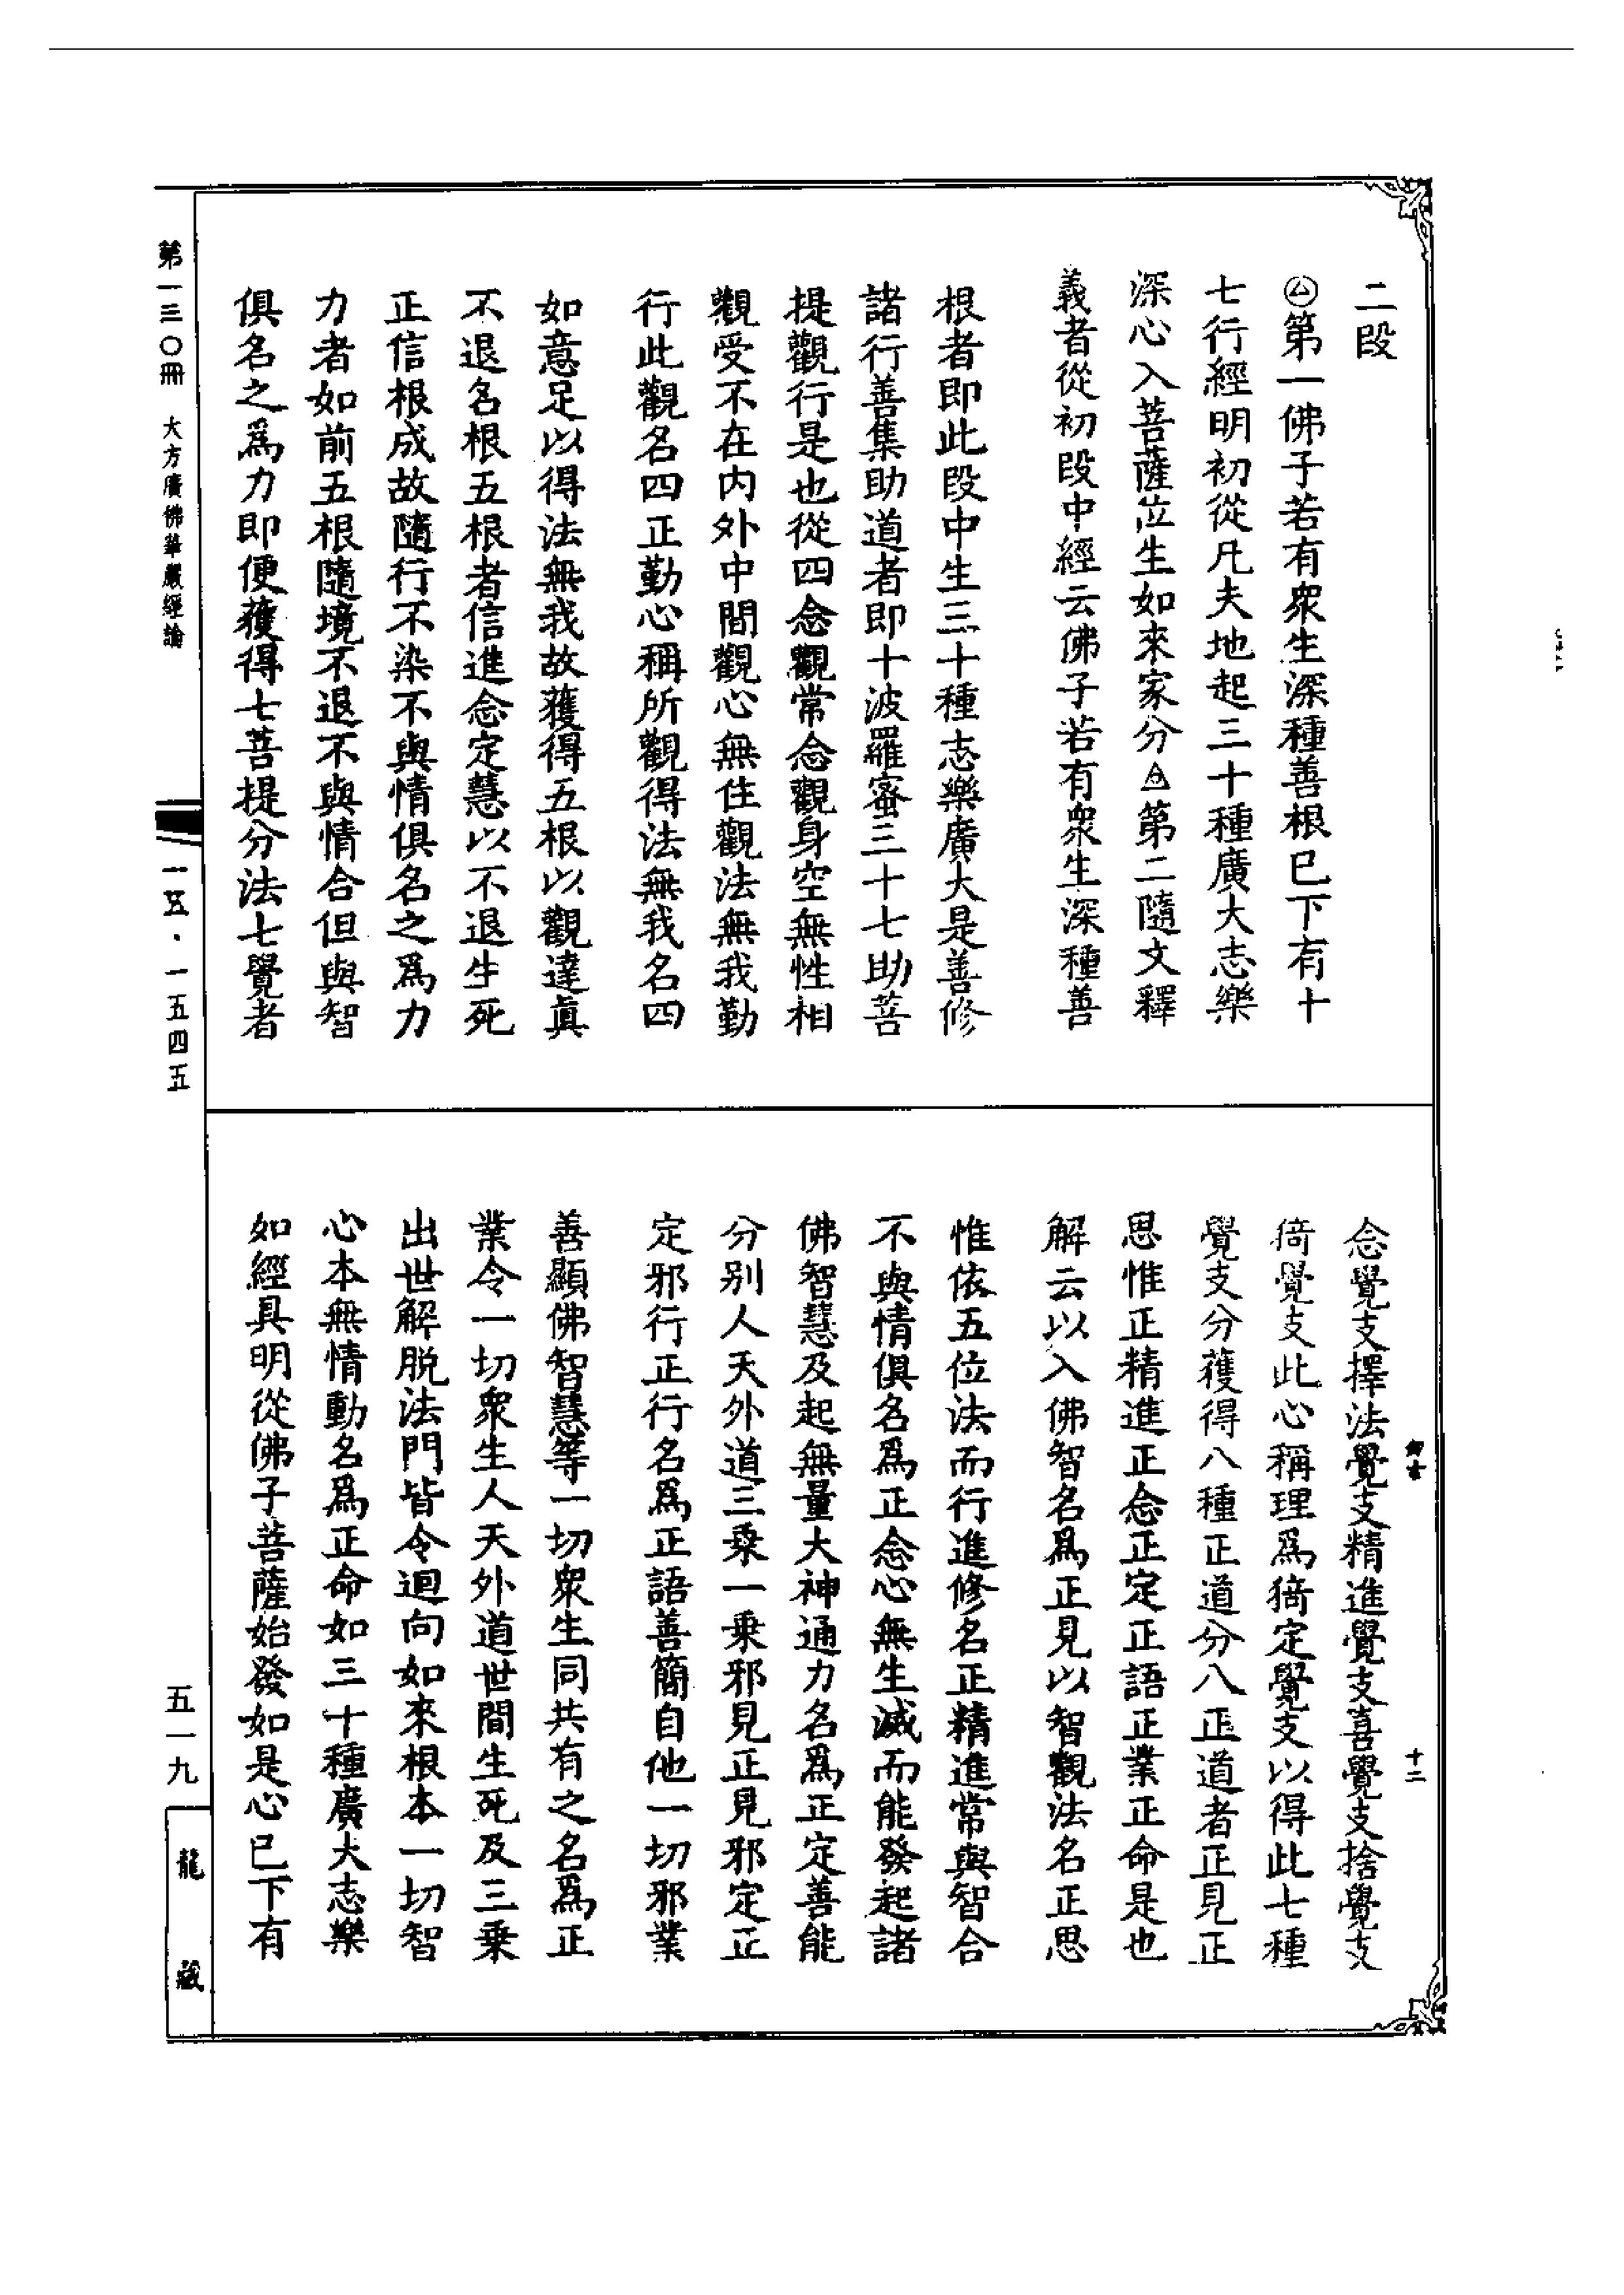 二段
㊂第一佛子若有衆生深種善根已下有十
七行經明初從凡夫地起三十種廣大志樂
深心入菩薩位生如來家分第二隨文釋
義者從初段中經云佛子若有衆生深種善
根者即此段中生三十種志樂廣大是善修
諸行善集助道者即十波羅蜜三十七助菩
提觀行是也從四念觀常念觀身空無性相
觀受不在内外中間觀心無住觀法無我勤
行此觀名四正勤心稱所觀得法無我名四
如意足以得法無我故獲得五根以觀達眞
不退名根五根者信進念定慧以不退生死
正信根成故隨行不染不與情俱名之爲力
力者如前五根隨境不退不與情合但與智
俱名之爲力即便獲得七菩提分法七覺者
念覺支擇法覺支精進覺支喜覺支捨覺支
猗覺支此心稱理爲猗定覺支以得此七種
覺支分獲得八種正道分八正道者正見正
思惟正精進正念正定正語正業正命是也
解云以入佛智名爲正見以智觀法名正思
惟依五位法而行進修名正精進常與智合
不與情俱名爲正念心無生滅而能發起諸
佛智慧及起無量大神通力名爲正定善能
分别人天外道三乘一乘邪見正見邪定正
定邪行正行名爲正語善簡自他一切邪業
善顯佛智慧等一切衆生同共有之名爲正
業令一切衆生人天外道世間生死及三乘
出世解脱法門皆令迴向如來根本一切智
心本無情動名爲正命如三十種廣大志樂
如經具明從佛子菩薩始發如是心已下有
十二
第一三〇冊 大方廣佛華嚴經論
一五五·一五四五
五一九
龍藏